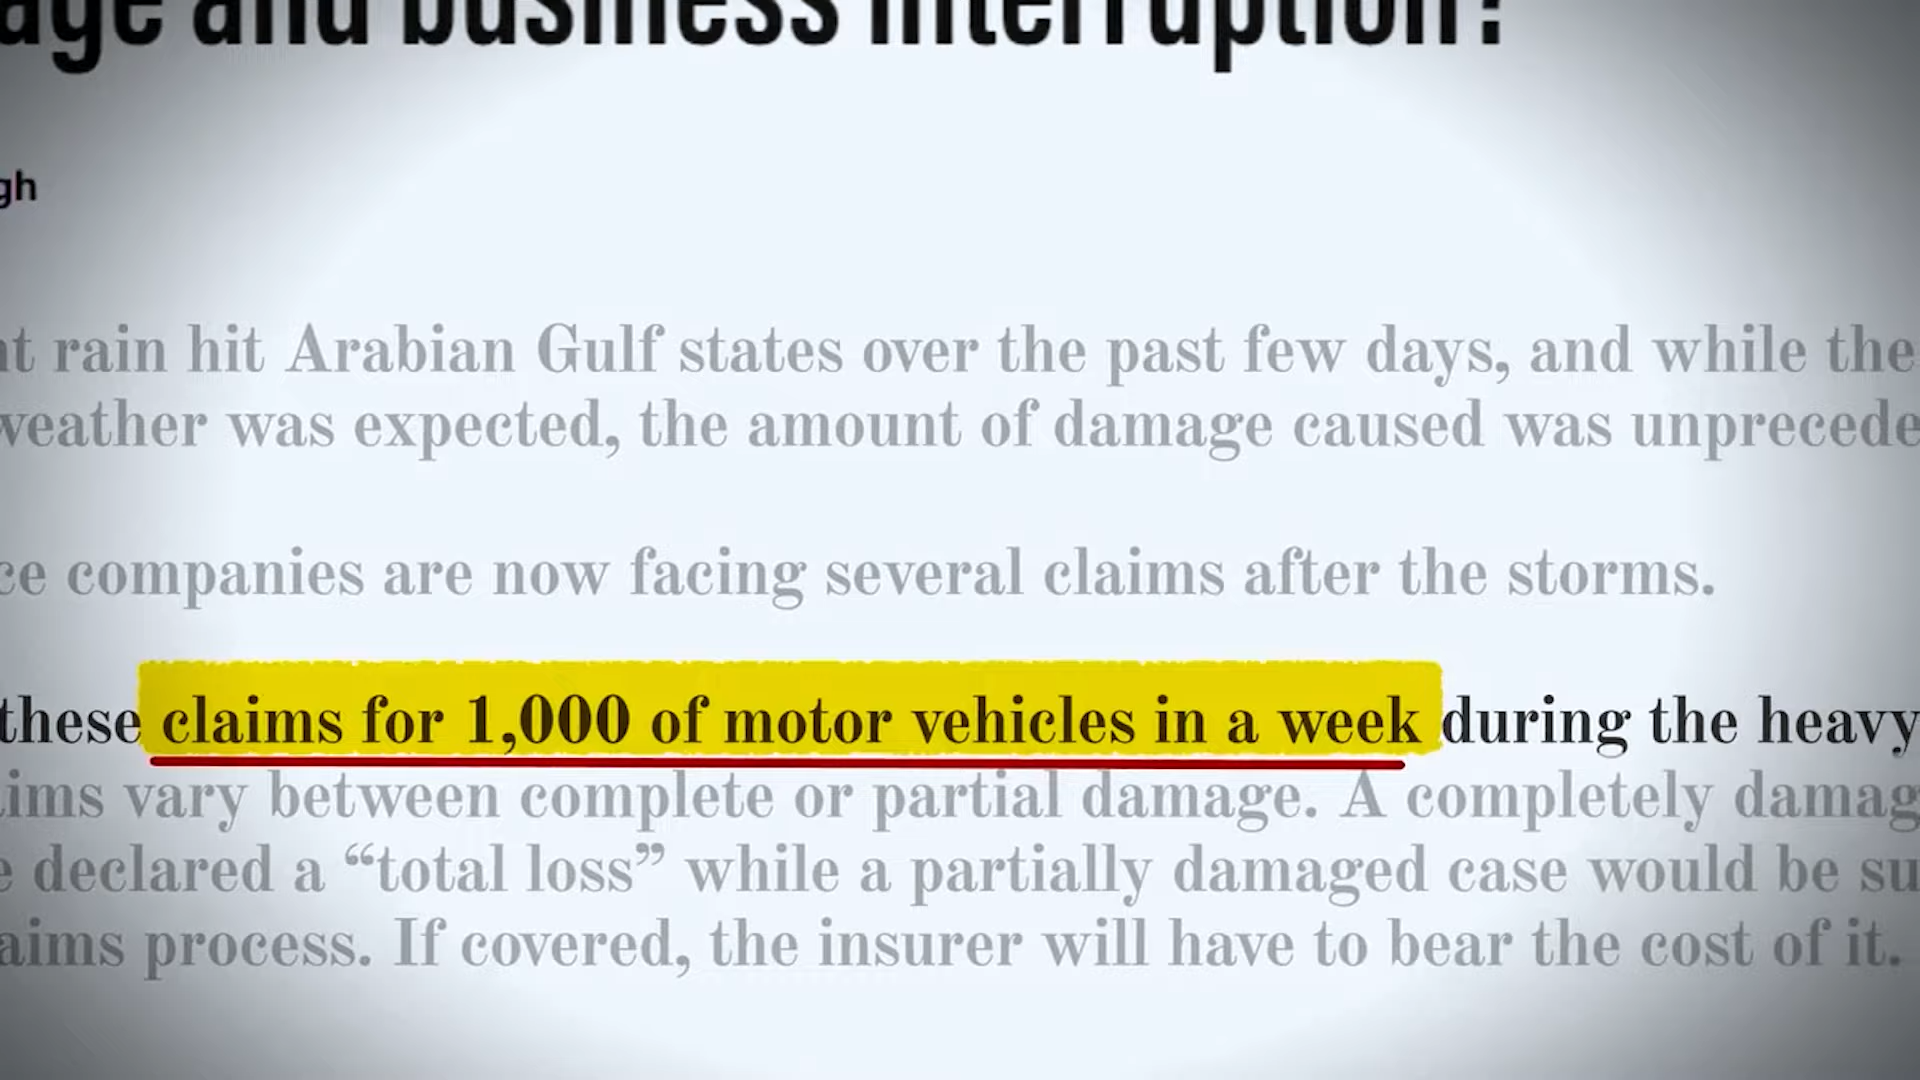 age and business interruption?
gh
nt rain hit Arabian Gulf states over the past few days, and while the
weather was expected, the amount of damage caused was unprecede
ce companies are now facing several claims after the storms.
these claims for 1,000 of motor vehicles in a week during the heavy
aims vary between complete or partial damage. A completely damag
e declared a “total loss” while a partially damaged case would be su
aims process. If covered, the insurer will have to bear the cost of it.